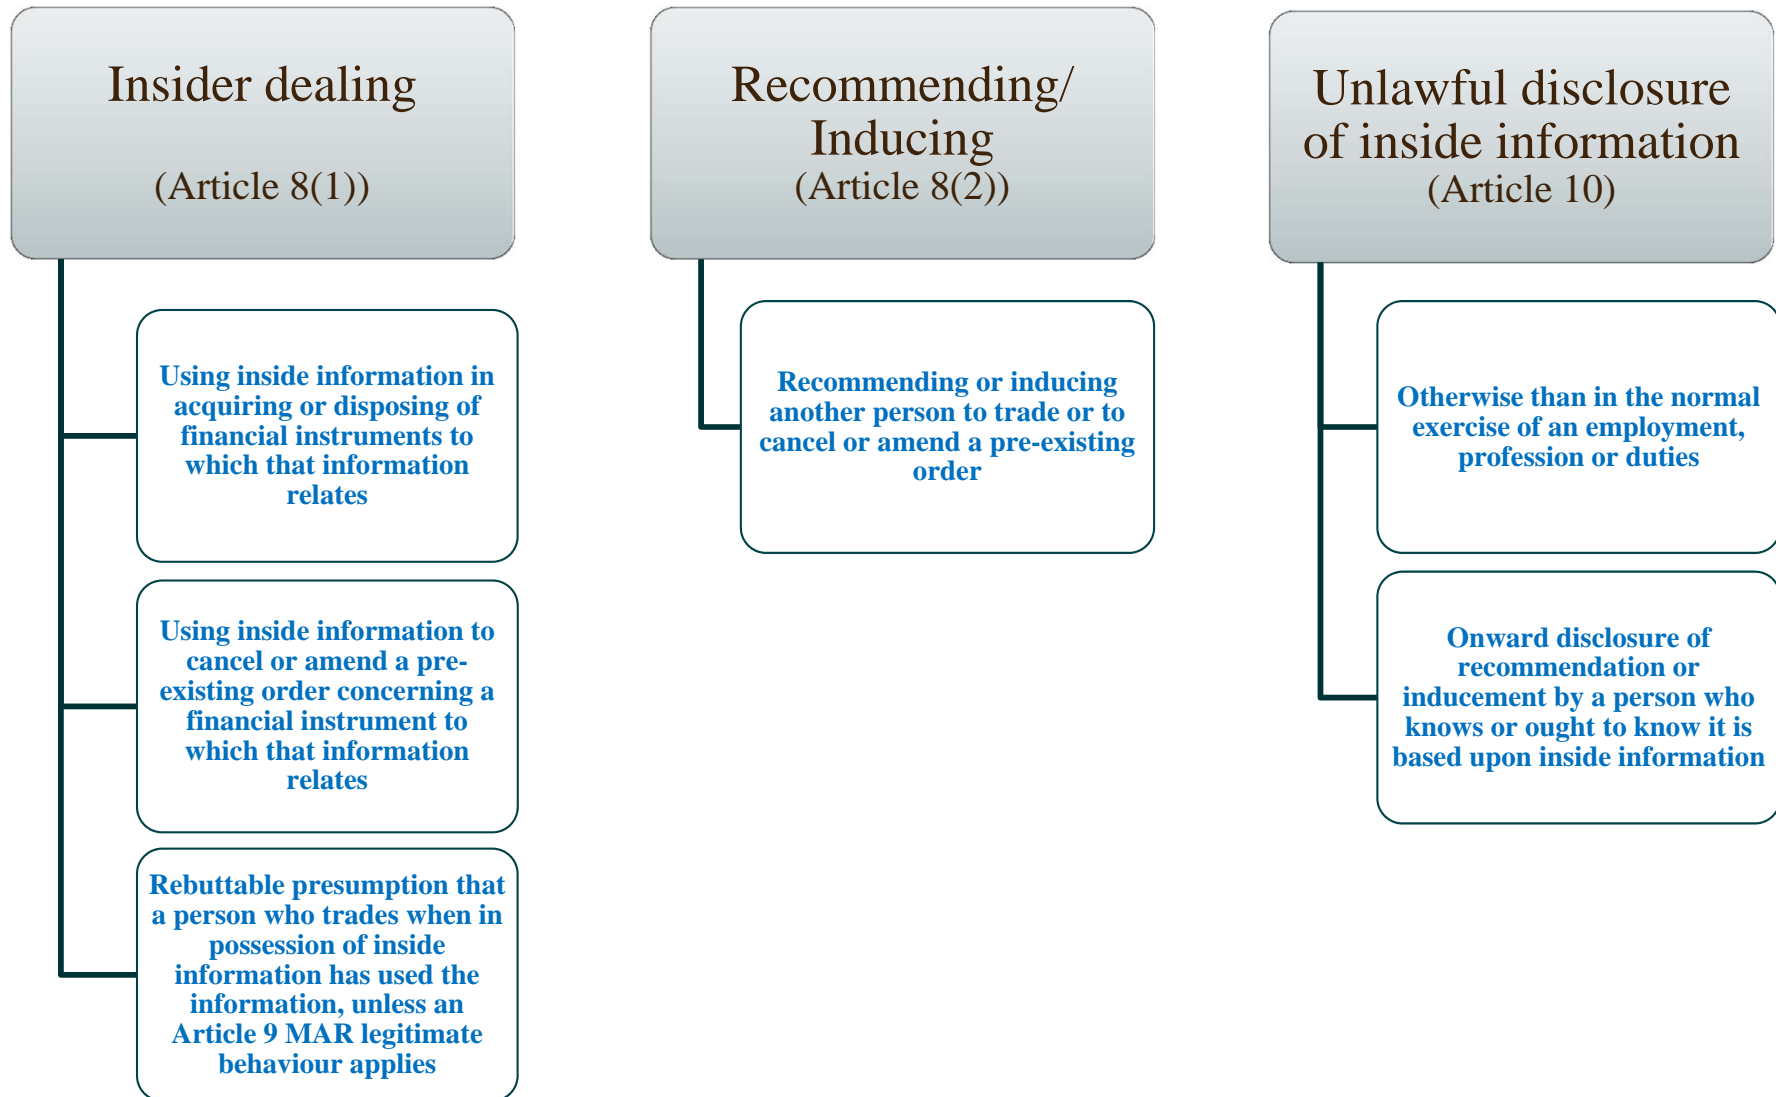 Insider dealing
(Article 8(1))
Using inside information in
acquiring or disposing of
financial instruments to
which that information
relates
Using inside information to
cancel or amend a pre-
existing order concerning a
financial instrument to
which that information
relates
Rebuttable presumption that
a person who trades when in
possession of inside
information has used the
information, unless an
Article 9 MAR legitimate
behaviour applies
Recommending/
Inducing
(Article 8(2))
Recommending or inducing
another person to trade or to
cancel or amend a pre-existing
order
Unlawful disclosure
of inside information
(Article 10)
Otherwise than in the normal
exercise of an employment,
profession or duties
Onward disclosure of
recommendation or
inducement by a person who
knows or ought to know it is
based upon inside information